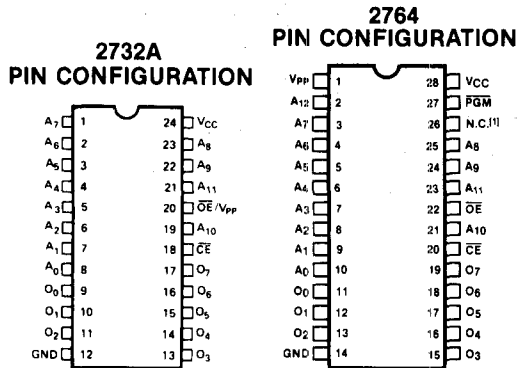 2732A
PIN CONFIGURATION
A7 1 24 VCC
A6 2 23 A8
A5 3 22 A9
A4 4 21 A11
A3 5 20 O̅E̅/VPP
A2 6 19 A10
A1 7 18 C̅E̅
A0 8 17 O7
O0 9 16 O6
O1 10 15 O5
O2 11 14 O4
GND 12 13 O3
2764
PIN CONFIGURATION
VPP 1 28 VCC
A12 2 27 P̅G̅M̅
A7 3 26 N.C.[1]
A6 4 25 A8
A5 5 24 A9
A4 6 23 A11
A3 7 22 O̅E̅
A2 8 21 A10
A1 9 20 C̅E̅
A0 10 19 O7
O0 11 18 O6
O1 12 17 O5
O2 13 16 O4
GND 14 15 O3